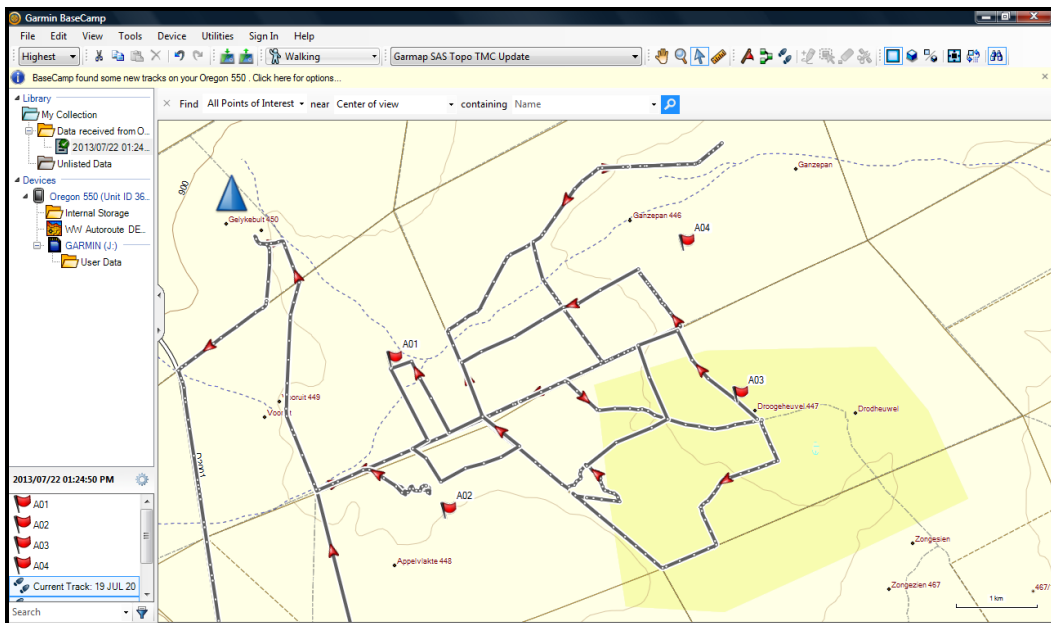 Garmin BaseCamp
File Edit View Tools Device Utilities Sign In Help
Highest Walking Garmap SAS Topo TMC Update
BaseCamp found some new tracks on your Oregon 550 . Click here for options...
Library
My Collection
Data received from O...
2013/07/22 01:24...
Unlisted Data
Devices
Oregon 550 (Unit ID 36...
Internal Storage
WW Autoroute DE...
GARMIN (J:)
User Data
Find All Points of Interest near Center of view containing Name
900
Gelykebult 450
Ganzepan
Ganzepan 446
A04
A01
A03
Droogeheuvel 447
Drodheuwel
449
A02
Appelvlakte 448
Zongesien
Zongezien 467
467/
1 km
2013/07/22 01:24:50 PM
A01
A02
A03
A04
Current Track: 19 JUL 20
Search